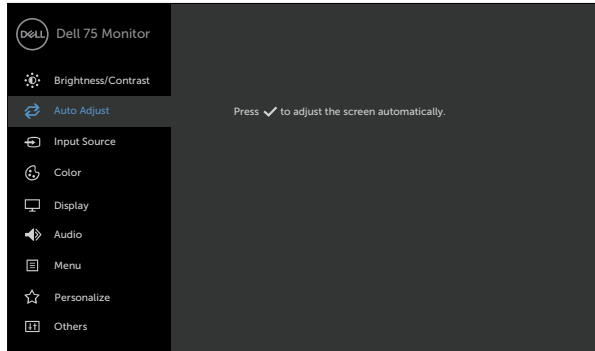 DELL Dell 75 Monitor
Brightness/Contrast
Auto Adjust
Press ✓ to adjust the screen automatically.
Input Source
Color
Display
Audio
Menu
Personalize
Others